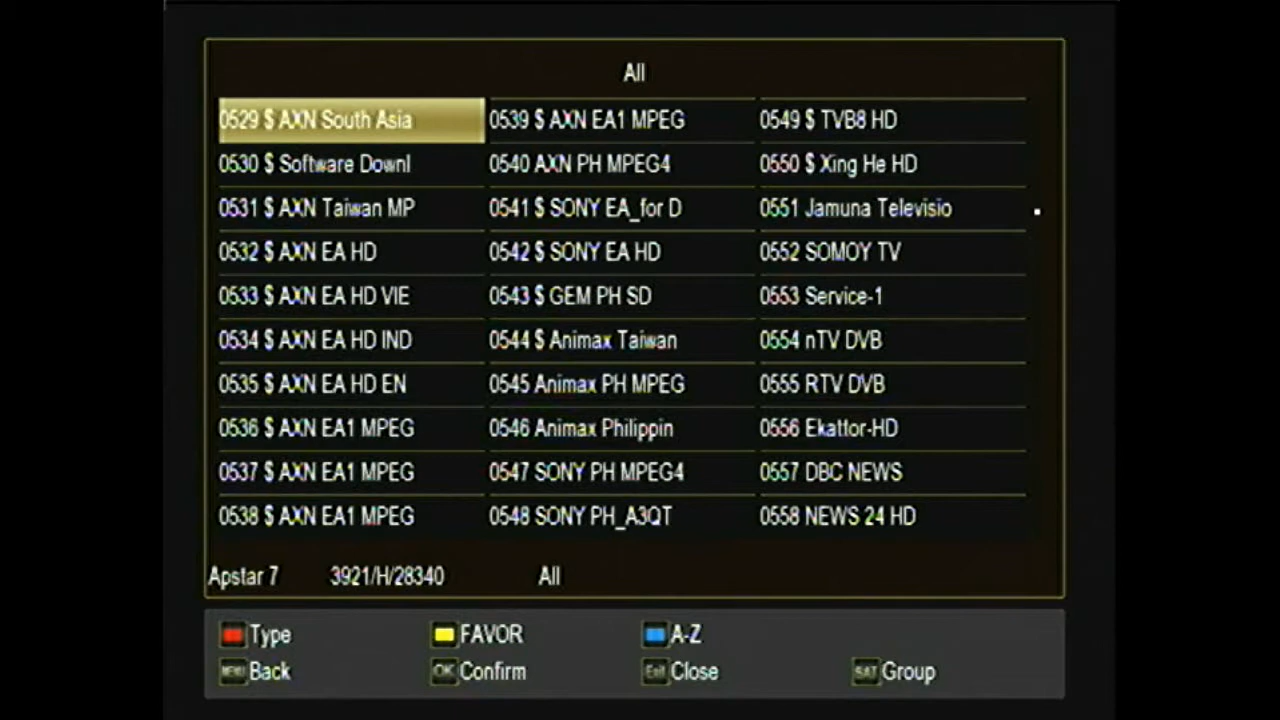 All
0529 $ AXN South Asia
0530 $ Software Downl
0531 $ AXN Taiwan MP
0532 $ AXN EA HD
0533 $ AXN EA HD VIE
0534 $ AXN EA HD IND
0535 $ AXN EA HD EN
0536 $ AXN EA1 MPEG
0537 $ AXN EA1 MPEG
0538 $ AXN EA1 MPEG
0539 $ AXN EA1 MPEG
0540 AXN PH MPEG4
0541 $ SONY EA_for D
0542 $ SONY EA HD
0543 $ GEM PH SD
0544 $ Animax Taiwan
0545 Animax PH MPEG
0546 Animax Philippin
0547 SONY PH MPEG4
0548 SONY PH_A3QT
0549 $ TVB8 HD
0550 $ Xing He HD
0551 Jamuna Televisio
0552 SOMOY TV
0553 Service-1
0554 nTV DVB
0555 RTV DVB
0556 Ekattor-HD
0557 DBC NEWS
0558 NEWS 24 HD
Apstar 7 3921/H/28340 All
Type FAVOR A-Z
MENU Back OK Confirm Exit Close SAT Group